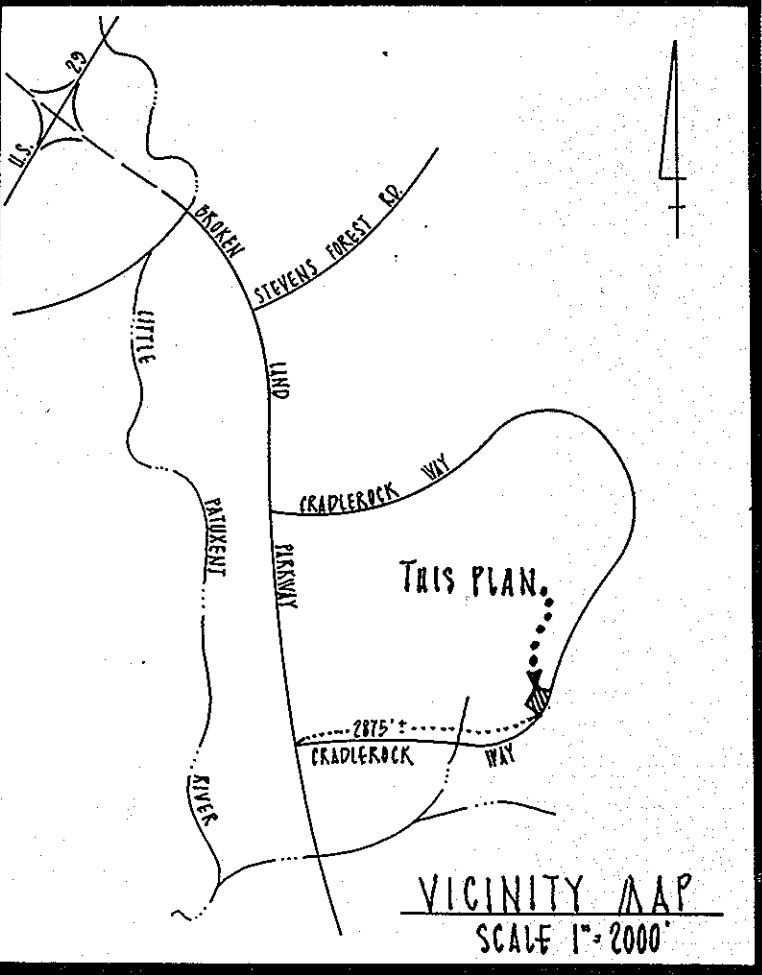 U.S. 29
BROKEN
STEVENS FOREST RD.
LITTLE
LAND
CRADLEROCK WAY
PATUXENT
PARKWAY
THIS PLAN
2875' ±
CRADLEROCK WAY
RIVER
VICINITY MAP
SCALE 1" = 2000'